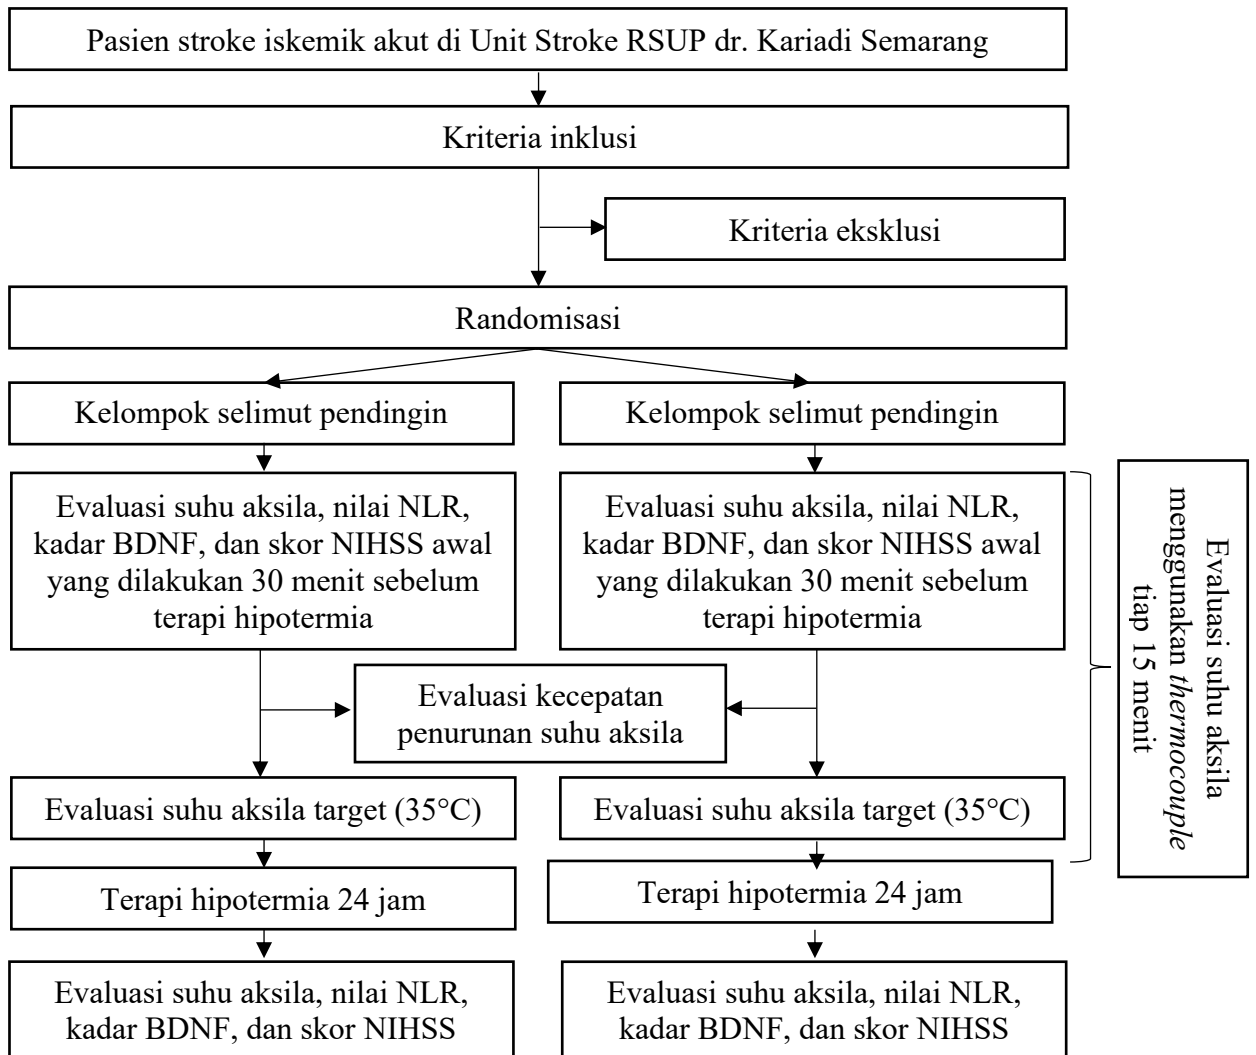 Pasien stroke iskemik akut di Unit Stroke RSUP dr. Kariadi Semarang
Kriteria inklusi
Kriteria eksklusi
Randomisasi
Kelompok selimut pendingin
Kelompok selimut pendingin
Evaluasi suhu aksila, nilai NLR,
kadar BDNF, dan skor NIHSS awal
yang dilakukan 30 menit sebelum
terapi hipotermia
Evaluasi suhu aksila, nilai NLR,
kadar BDNF, dan skor NIHSS awal
yang dilakukan 30 menit sebelum
terapi hipotermia
Evaluasi suhu aksila
menggunakan thermocouple
tiap 15 menit
Evaluasi kecepatan
penurunan suhu aksila
Evaluasi suhu aksila target (35°C)
Evaluasi suhu aksila target (35°C)
Terapi hipotermia 24 jam
Terapi hipotermia 24 jam
Evaluasi suhu aksila, nilai NLR,
kadar BDNF, dan skor NIHSS
Evaluasi suhu aksila, nilai NLR,
kadar BDNF, dan skor NIHSS